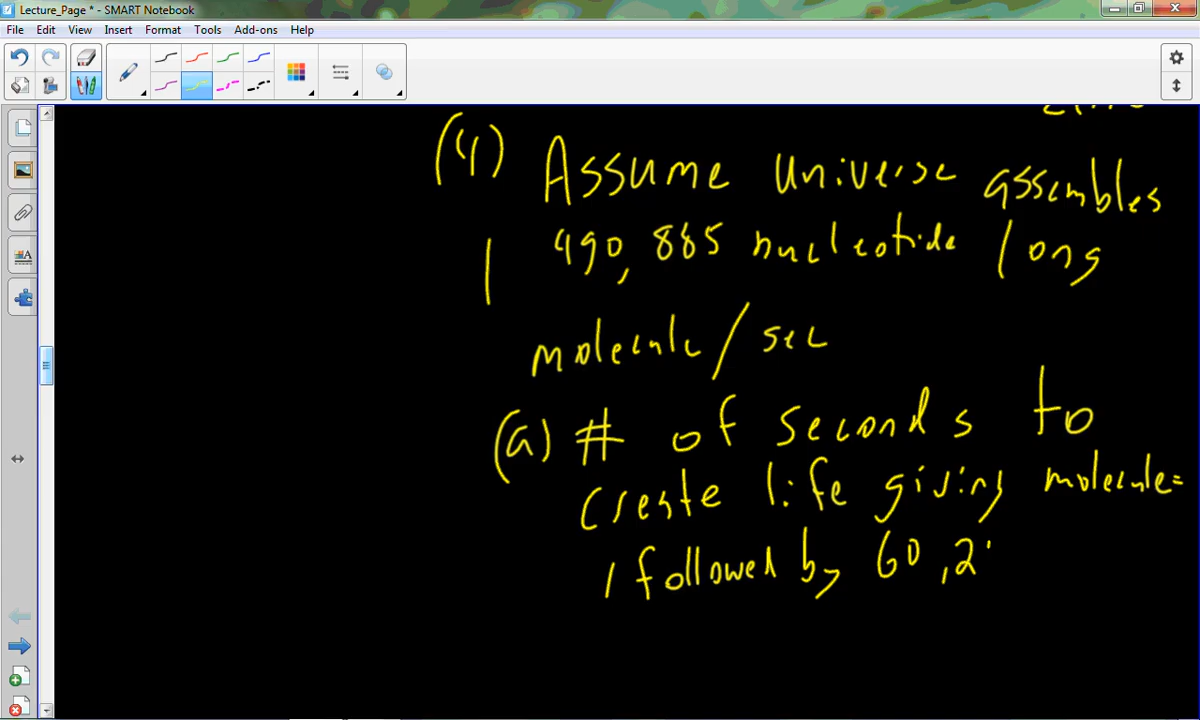 Lecture_Page * - SMART Notebook
File Edit View Insert Format Tools Add-ons Help
(4) Assume Universe assembles
1 490,885 nucleotide long
molecule/sec
(a) # of seconds to
create life giving molecule=
1 followed by 60,2